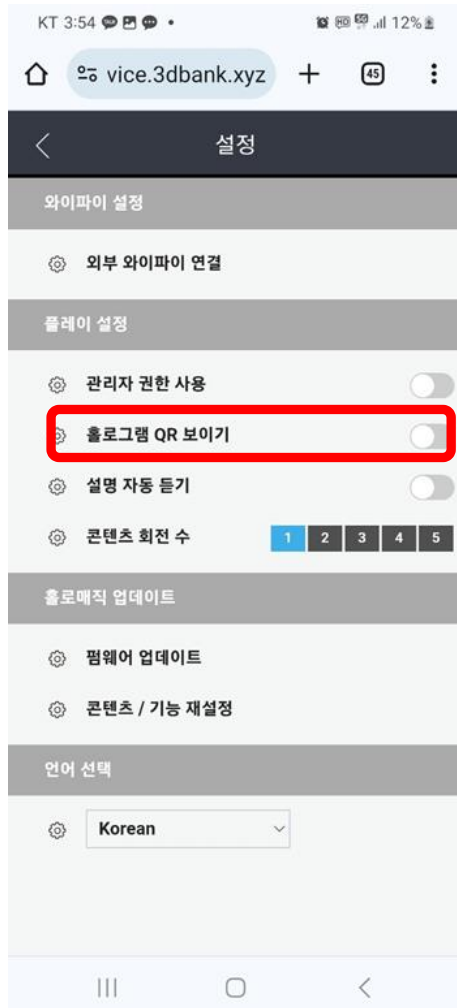 KT 3:54
12%
vice.3dbank.xyz
45
설정
와이파이 설정
외부 와이파이 연결
플레이 설정
관리자 권한 사용
홀로그램 QR 보이기
설명 자동 듣기
콘텐츠 회전 수 1 2 3 4 5
홀로매직 업데이트
펌웨어 업데이트
콘텐츠 / 기능 재설정
언어 선택
Korean